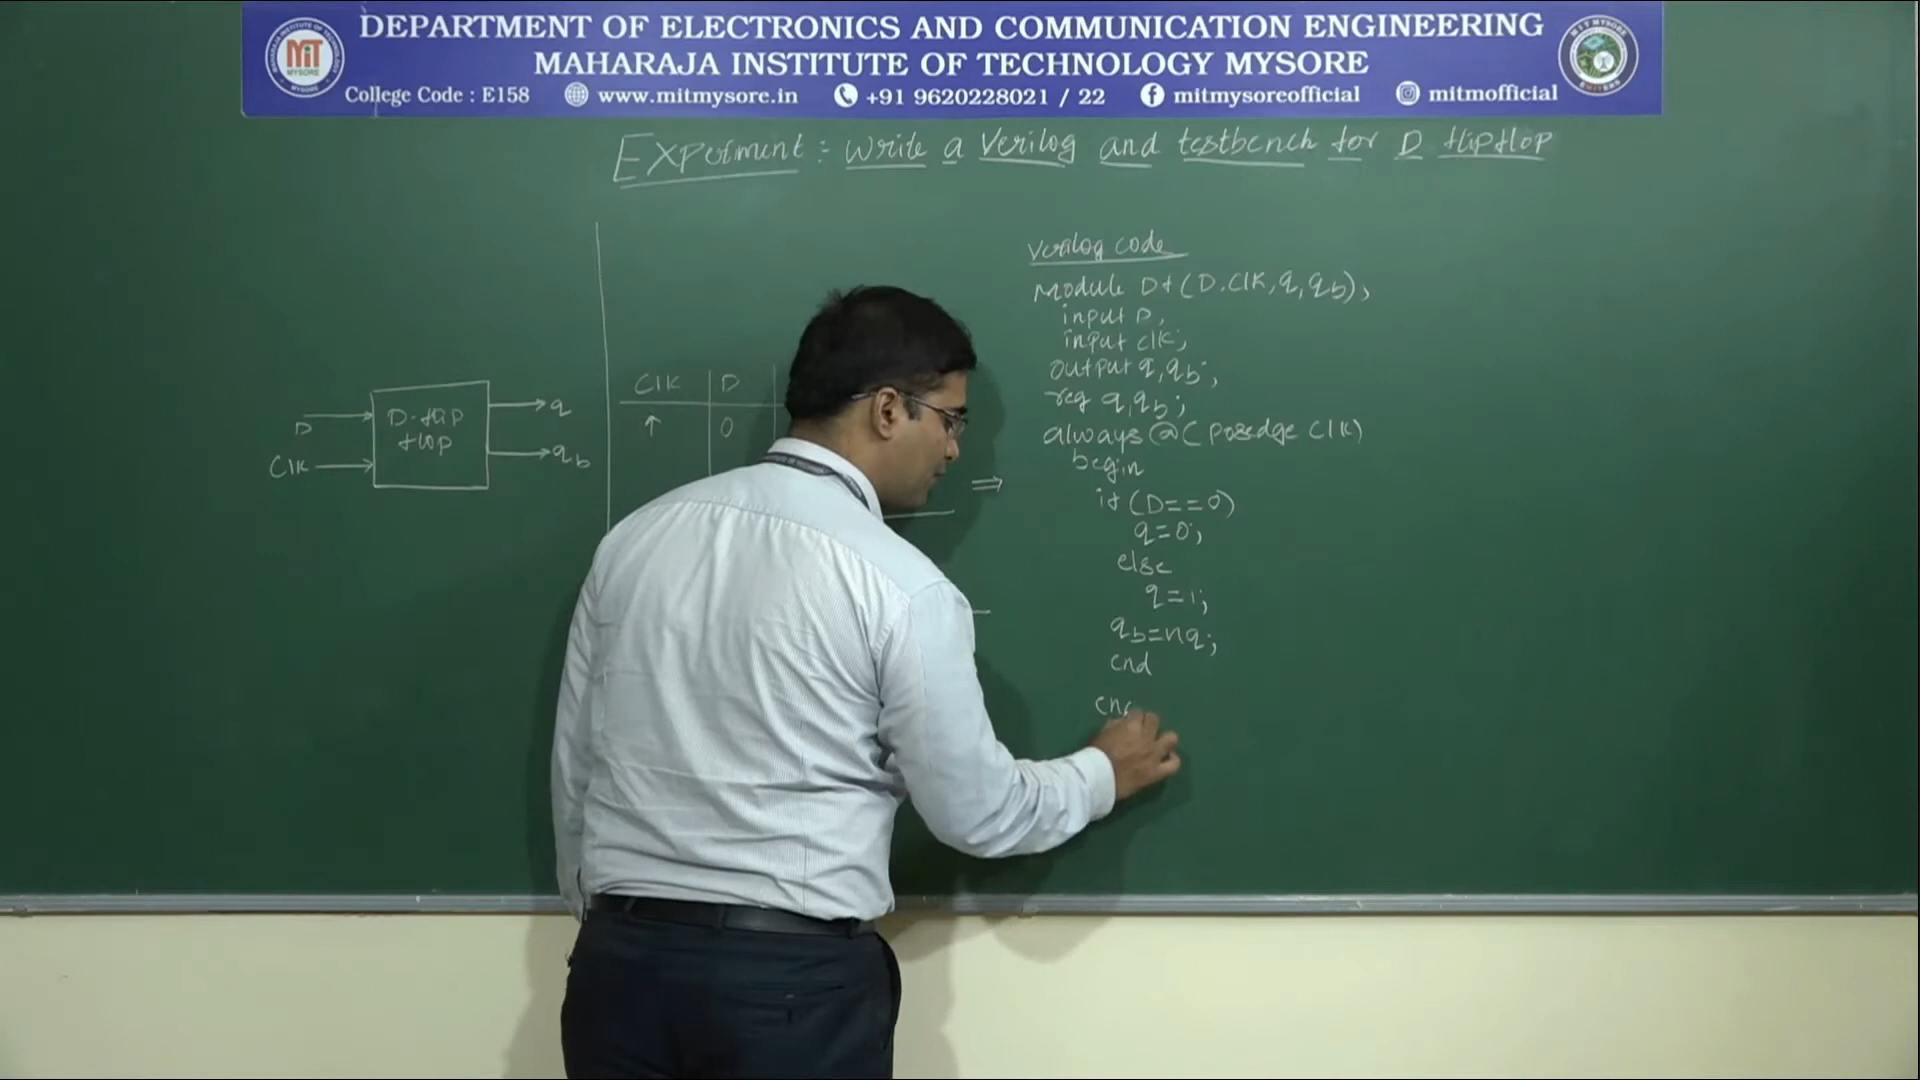 DEPARTMENT OF ELECTRONICS AND COMMUNICATION ENGINEERING
MAHARAJA INSTITUTE OF TECHNOLOGY MYSORE
College Code : E158 www.mitmysore.in +91 9620228021 / 22 mitmysoreofficial mitmofficial
MIT
MYSORE
Experiment : Write a Verilog and testbench for D flipflop
D
Clk
D-flip
flop
q
qb
Clk D
↑ 0
Verilog code
module Df(D,Clk,q,qb);
input D;
input clk;
output q,qb;
reg q,qb;
always@(posedge Clk)
begin
if (D==0)
q=0;
else
q=1;
qb=~q;
end